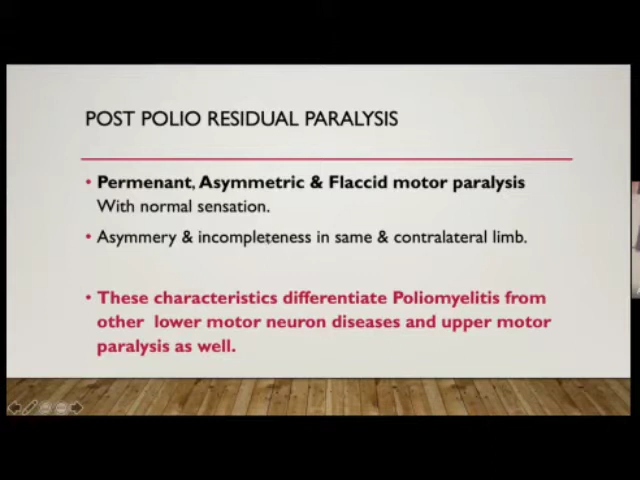 POST POLIO RESIDUAL PARALYSIS
• Permenant, Asymmetric & Flaccid motor paralysis
With normal sensation.
• Asymmery & incompleteness in same & contralateral limb.
• These characteristics differentiate Poliomyelitis from
other lower motor neuron diseases and upper motor
paralysis as well.